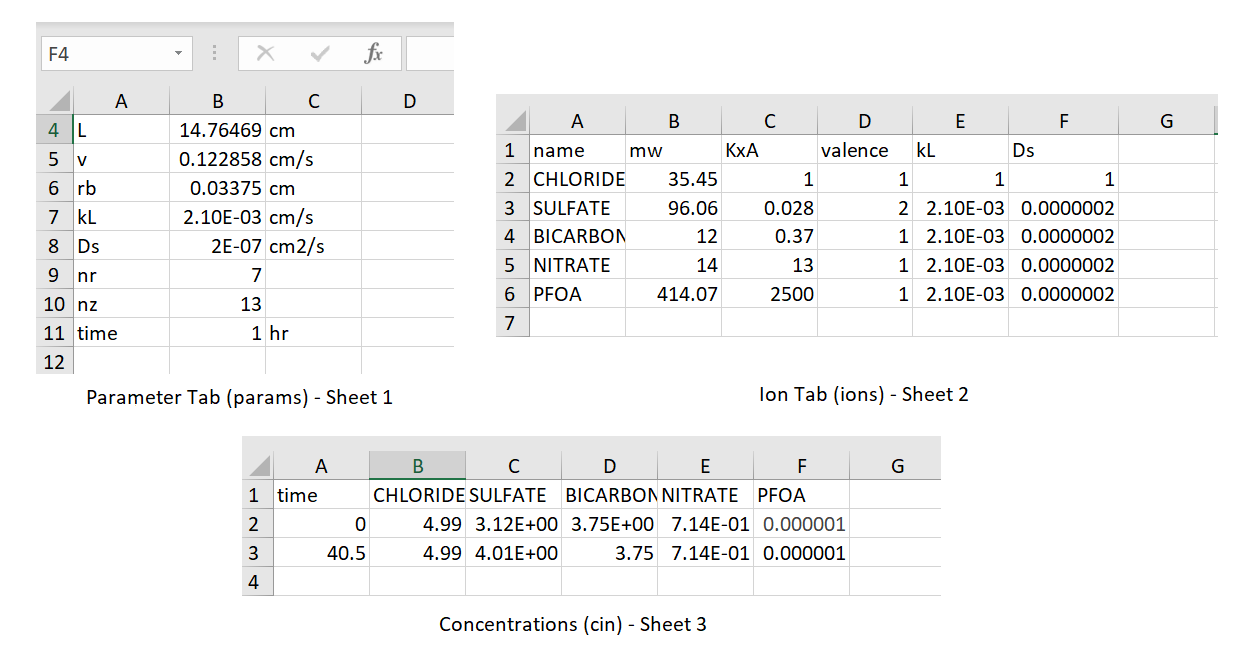 F4 fx
A B C D
4 L 14.76469 cm
5 v 0.122858 cm/s
6 rb 0.03375 cm
7 kL 2.10E-03 cm/s
8 Ds 2E-07 cm2/s
9 nr 7
10 nz 13
11 time 1 hr
12
Parameter Tab (params) - Sheet 1
A B C D E F G
1 name mw KxA valence kL Ds
2 CHLORIDE 35.45 1 1 1 1
3 SULFATE 96.06 0.028 2 2.10E-03 0.0000002
4 BICARBON 12 0.37 1 2.10E-03 0.0000002
5 NITRATE 14 13 1 2.10E-03 0.0000002
6 PFOA 414.07 2500 1 2.10E-03 0.0000002
7
Ion Tab (ions) - Sheet 2
A B C D E F G
1 time CHLORIDE SULFATE BICARBON NITRATE PFOA
2 0 4.99 3.12E+00 3.75E+00 7.14E-01 0.000001
3 40.5 4.99 4.01E+00 3.75 7.14E-01 0.000001
4
Concentrations (cin) - Sheet 3